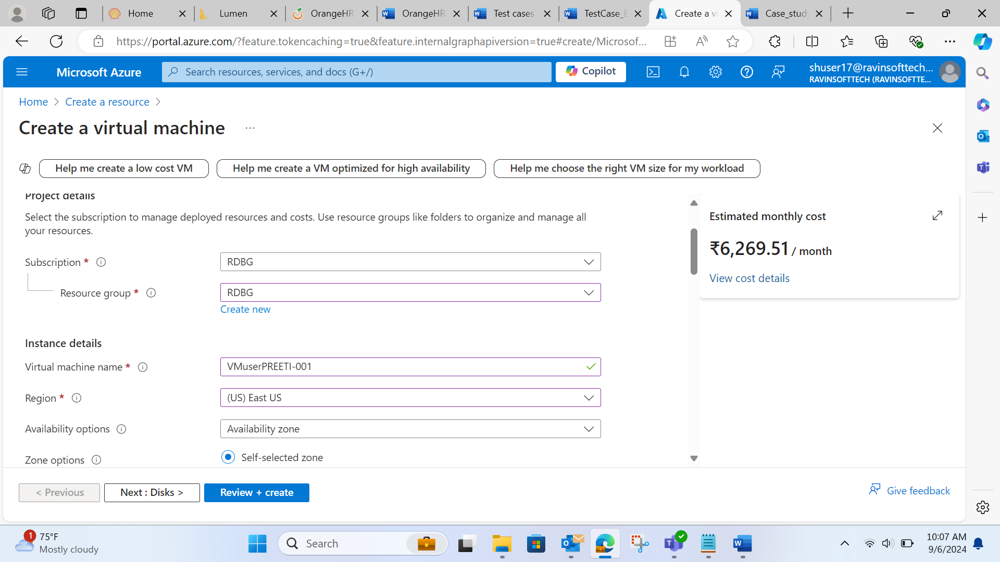 Home
Lumen
OrangeHR
OrangeHR
Test cases
TestCase_E
Create a vi
Case_study
https://portal.azure.com/?feature.tokencaching=true&feature.internalgraphapiversion=true#create/Microsof...
Microsoft Azure
Search resources, services, and docs (G+/)
Copilot
shuser17@ravinsofttech...
RAVINSOFTTECH (RAVINSOFTTE...
Home > Create a resource >
Create a virtual machine ...
Help me create a low cost VM
Help me create a VM optimized for high availability
Help me choose the right VM size for my workload
Project details
Select the subscription to manage deployed resources and costs. Use resource groups like folders to organize and manage all
your resources.
Subscription *
RDBG
Resource group *
RDBG
Create new
Instance details
Virtual machine name *
VMuserPREETI-001
Region *
(US) East US
Availability options
Availability zone
Zone options
Self-selected zone
Estimated monthly cost
₹6,269.51 / month
View cost details
< Previous
Next : Disks >
Review + create
Give feedback
1
75°F
Mostly cloudy
Search
10:07 AM
9/6/2024